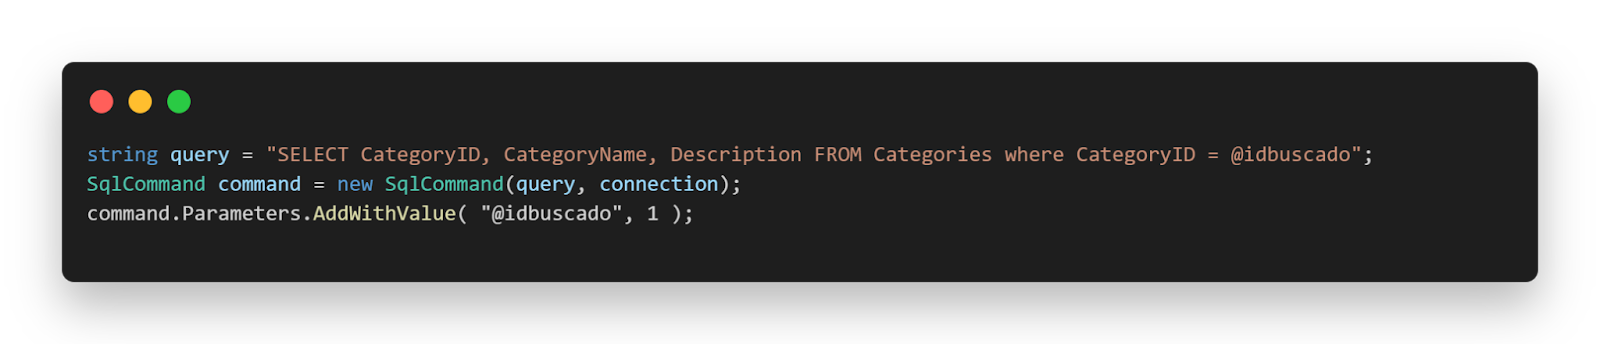 string query = "SELECT CategoryID, CategoryName, Description FROM Categories where CategoryID = @idbuscado";
SqlCommand command = new SqlCommand(query, connection);
command.Parameters.AddWithValue( "@idbuscado", 1 );